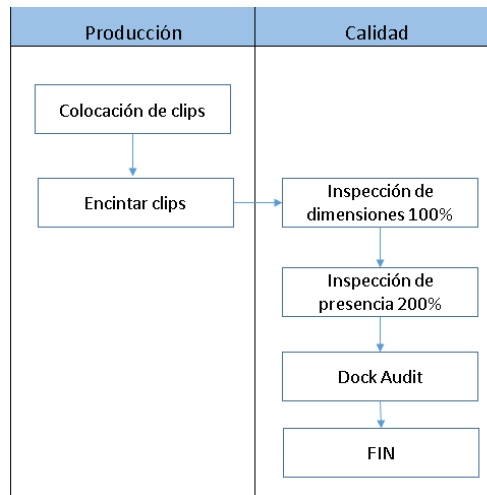 Producción
Calidad
Colocación de clips
Encintar clips
Inspección de
dimensiones 100%
Inspección de
presencia 200%
Dock Audit
FIN